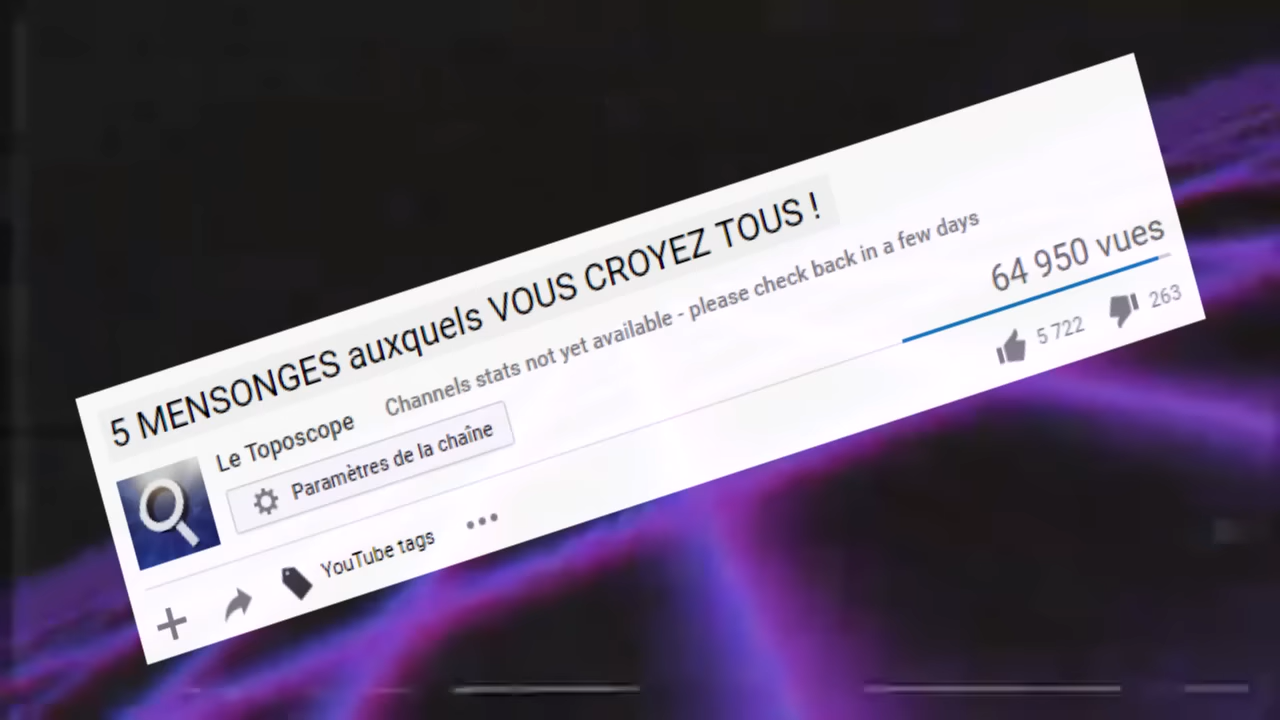 5 MENSONGES auxquels VOUS CROYEZ TOUS !
Le Toposcope Channels stats not yet available - please check back in a few days
Paramètres de la chaîne
64 950 vues
YouTube tags
5 722 263